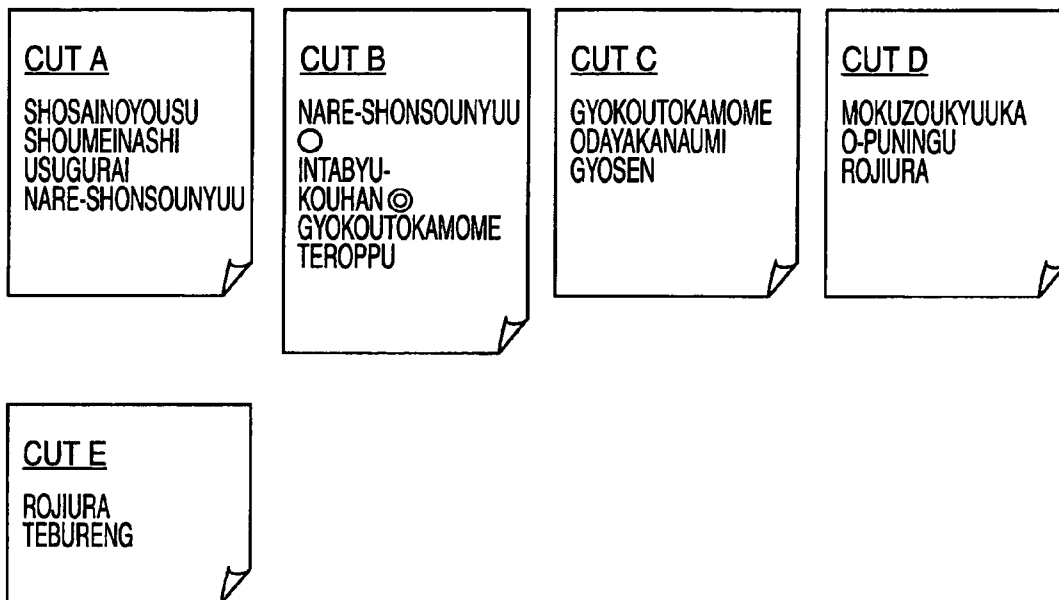 CUT A
SHOSAINOYOUSU
SHOUMEINASHI
USUGURAI
NARE-SHONSOUNYUU
CUT B
NARE-SHONSOUNYUU
○
INTABYU-
KOUHAN◎
GYOKOUTOKAMOME
TEROPPU
CUT C
GYOKOUTOKAMOME
ODAYAKANAUMI
GYOSEN
CUT D
MOKUZOUKYUUKA
O-PUNINGU
ROJIURA
CUT E
ROJIURA
TEBURENG